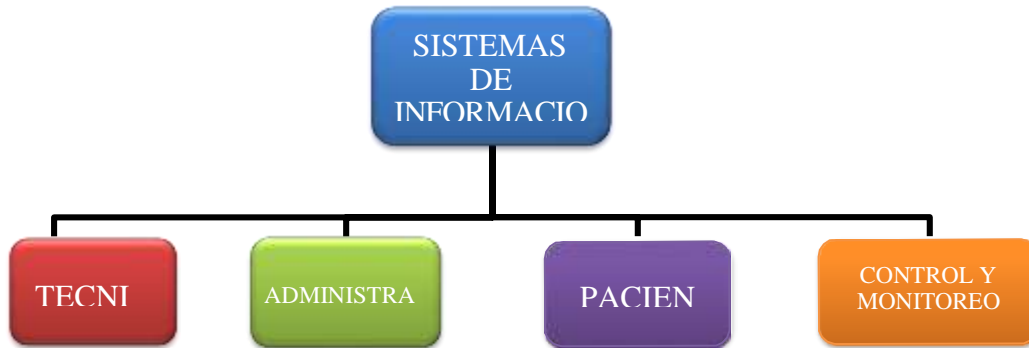 SISTEMAS
DE
INFORMACIO
TECNI
ADMINISTRA
PACIEN
CONTROL Y
MONITOREO